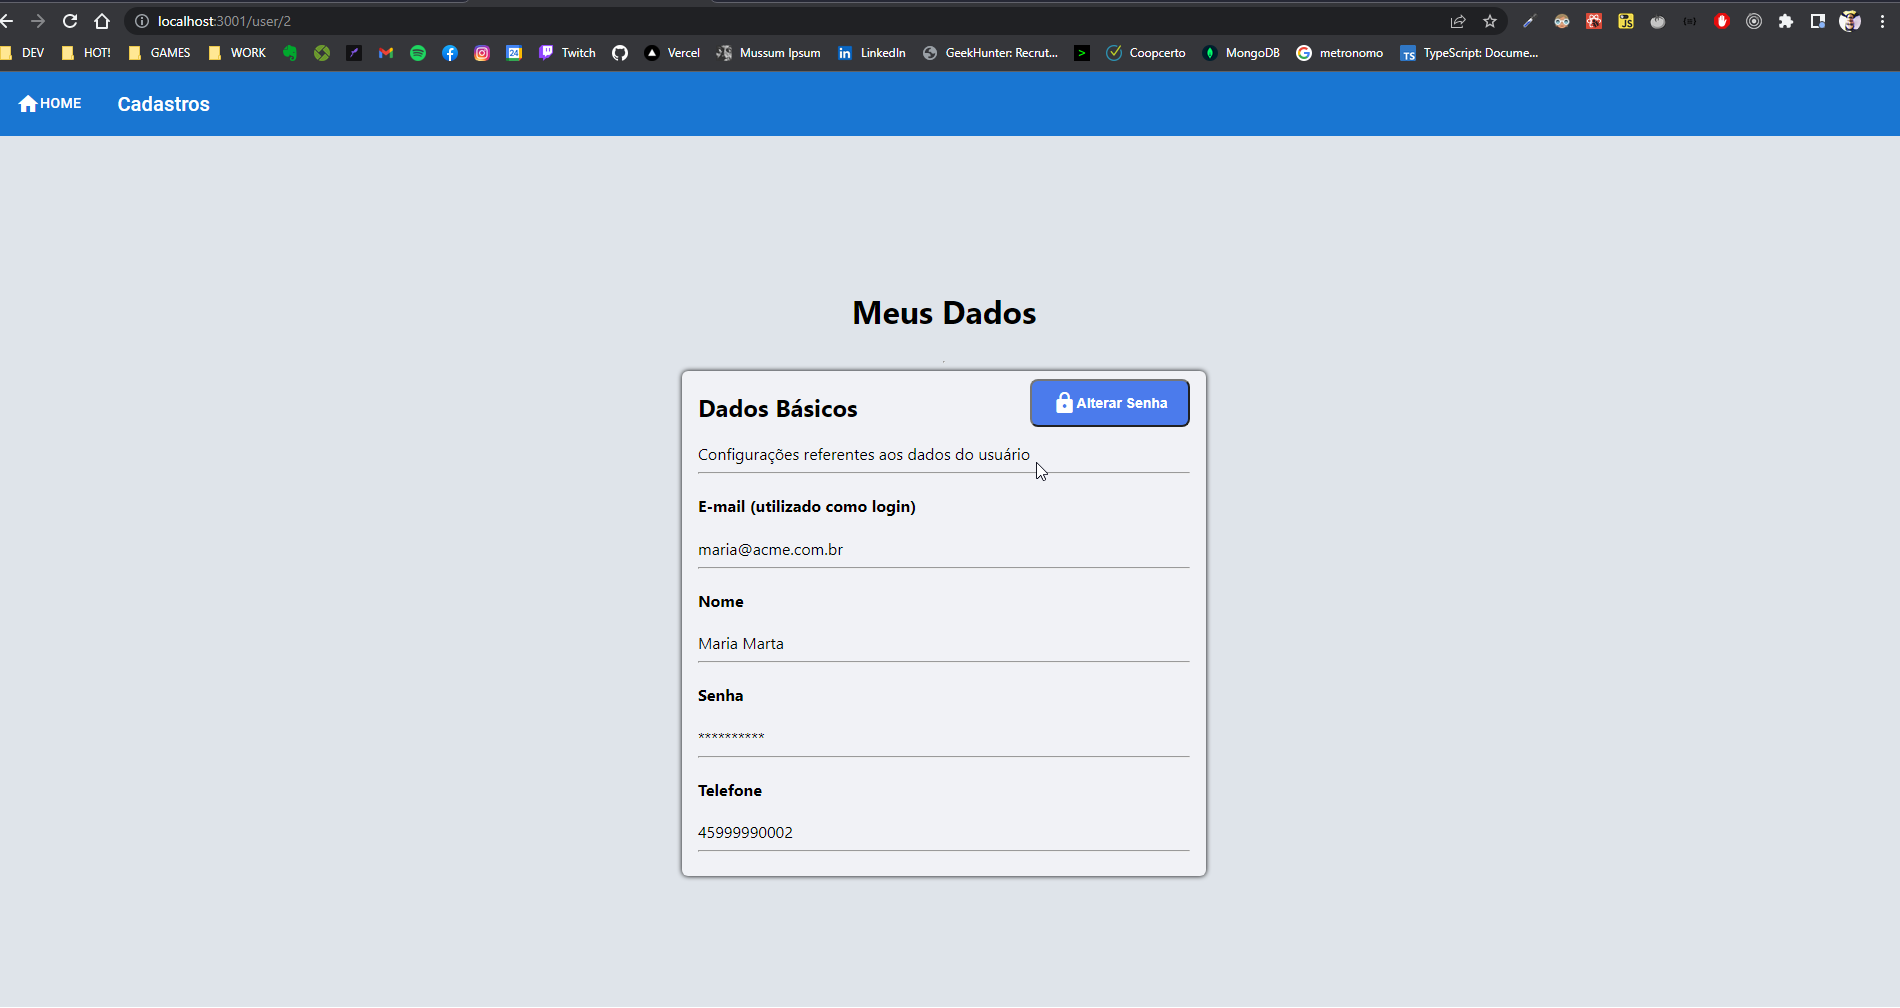 localhost:3001/user/2
DEV HOT! GAMES WORK Twitch Vercel Mussum Ipsum LinkedIn GeekHunter: Recrut... Coopcerto MongoDB metronomo TypeScript: Docume...
HOME Cadastros
Meus Dados
Dados Básicos
Alterar Senha
Configurações referentes aos dados do usuário
E-mail (utilizado como login)
maria@acme.com.br
Nome
Maria Marta
Senha
**********
Telefone
45999990002